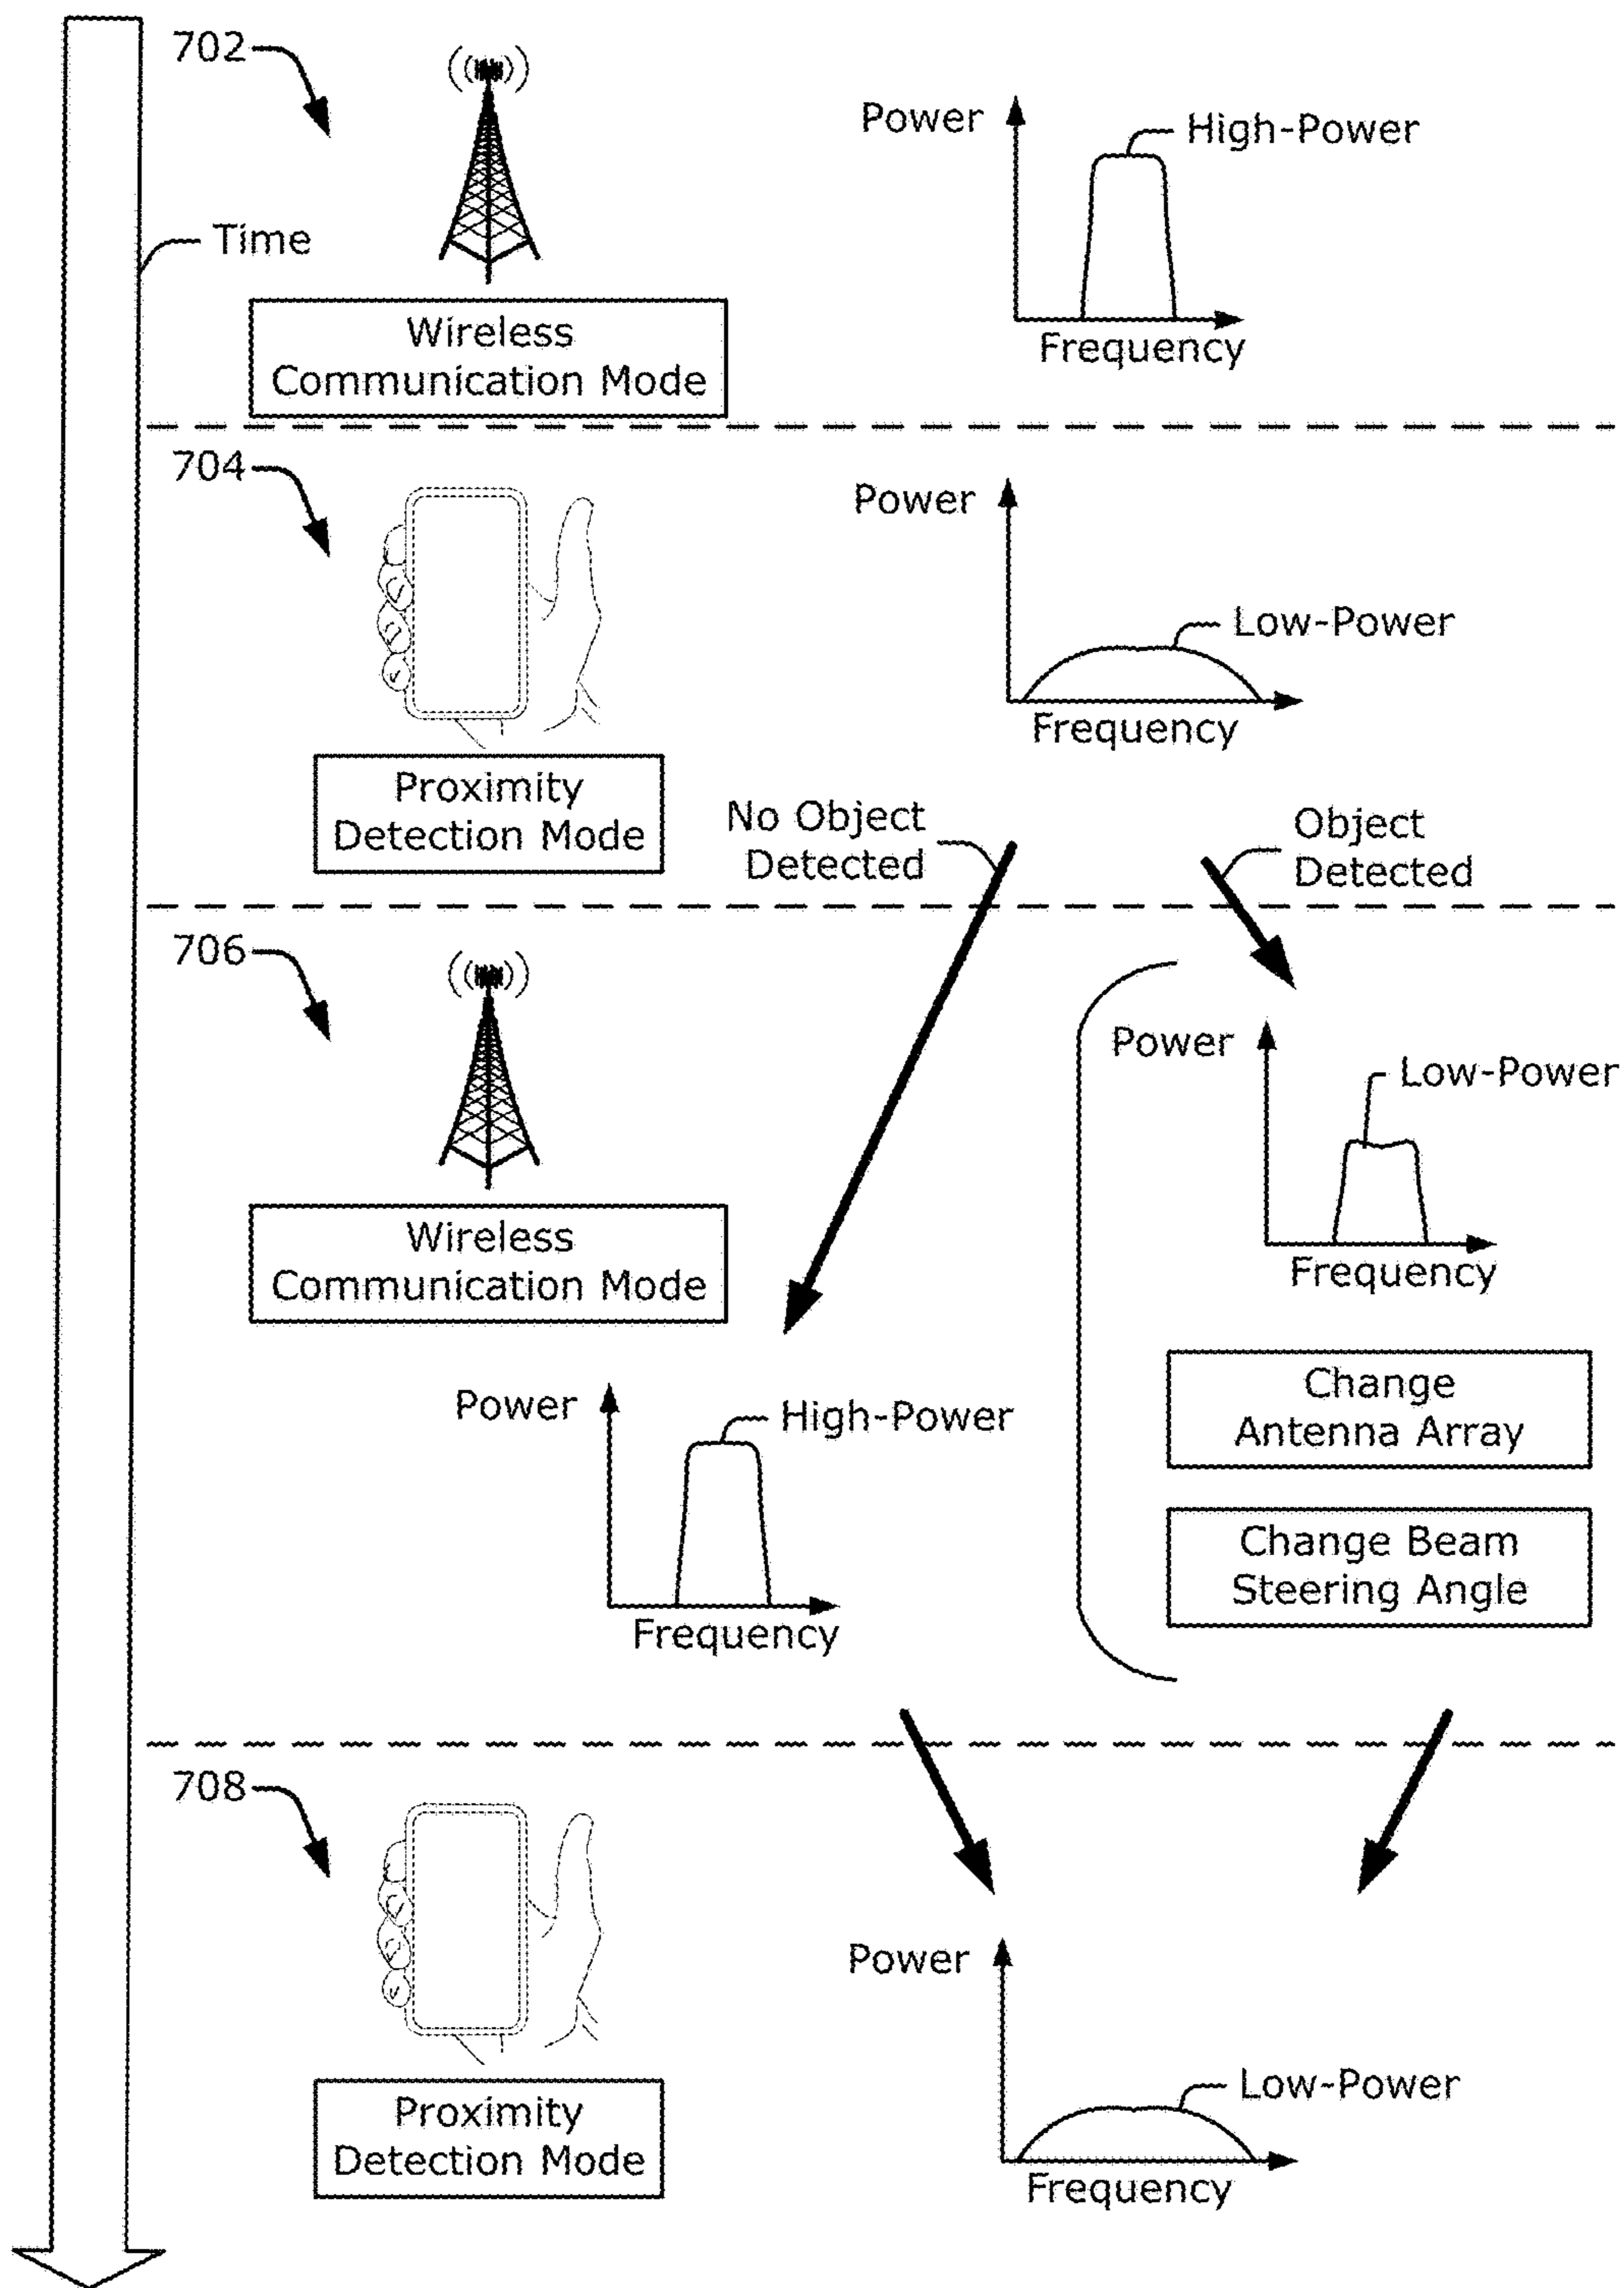 702
Power
High-Power
Time
Wireless
Communication Mode
Frequency
704
Power
Low-Power
Frequency
Proximity
Detection Mode
No Object
Detected
Object
Detected
706
Power
Low-Power
Wireless
Communication Mode
Frequency
Change
Antenna Array
Power
High-Power
Change Beam
Steering Angle
Frequency
708
Power
Low-Power
Proximity
Detection Mode
Frequency